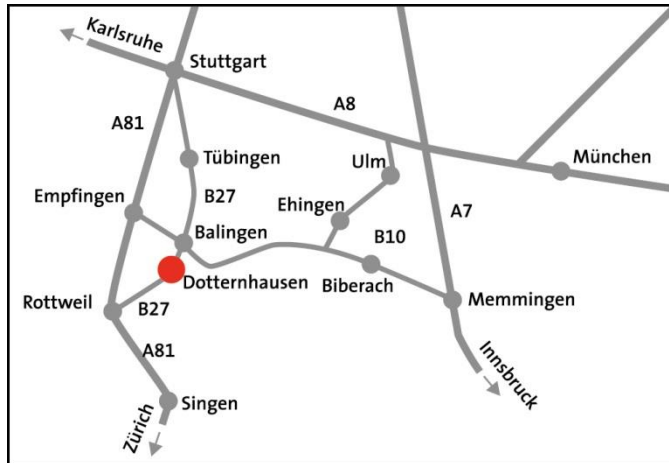 Karlsruhe
Stuttgart
A8
A81
Tübingen
Ulm
München
Empfingen
B27
Ehingen
A7
Balingen
B10
Dotternhausen
Biberach
Rottweil
B27
Memmingen
A81
Innsbruck
Singen
Zürich